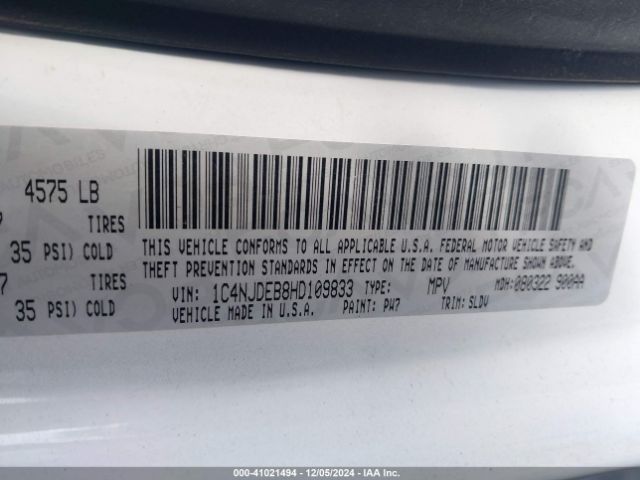 4575 LB
TIRES
35 PSI) COLD
7 TIRES
35 PSI) COLD
THIS VEHICLE CONFORMS TO ALL APPLICABLE U.S.A. FEDERAL MOTOR VEHICLE SAFETY AND
THEFT PREVENTION STANDARDS IN EFFECT ON THE DATE OF MANUFACTURE SHOWN ABOVE.
VIN: 1C4NJDEB8HD109833 TYPE: MPV MDH: 080322 900AA
VEHICLE MADE IN U.S.A. PAINT: PW7 TRIM: SLDV
000-41021494 - 12/05/2024 - IAA Inc.